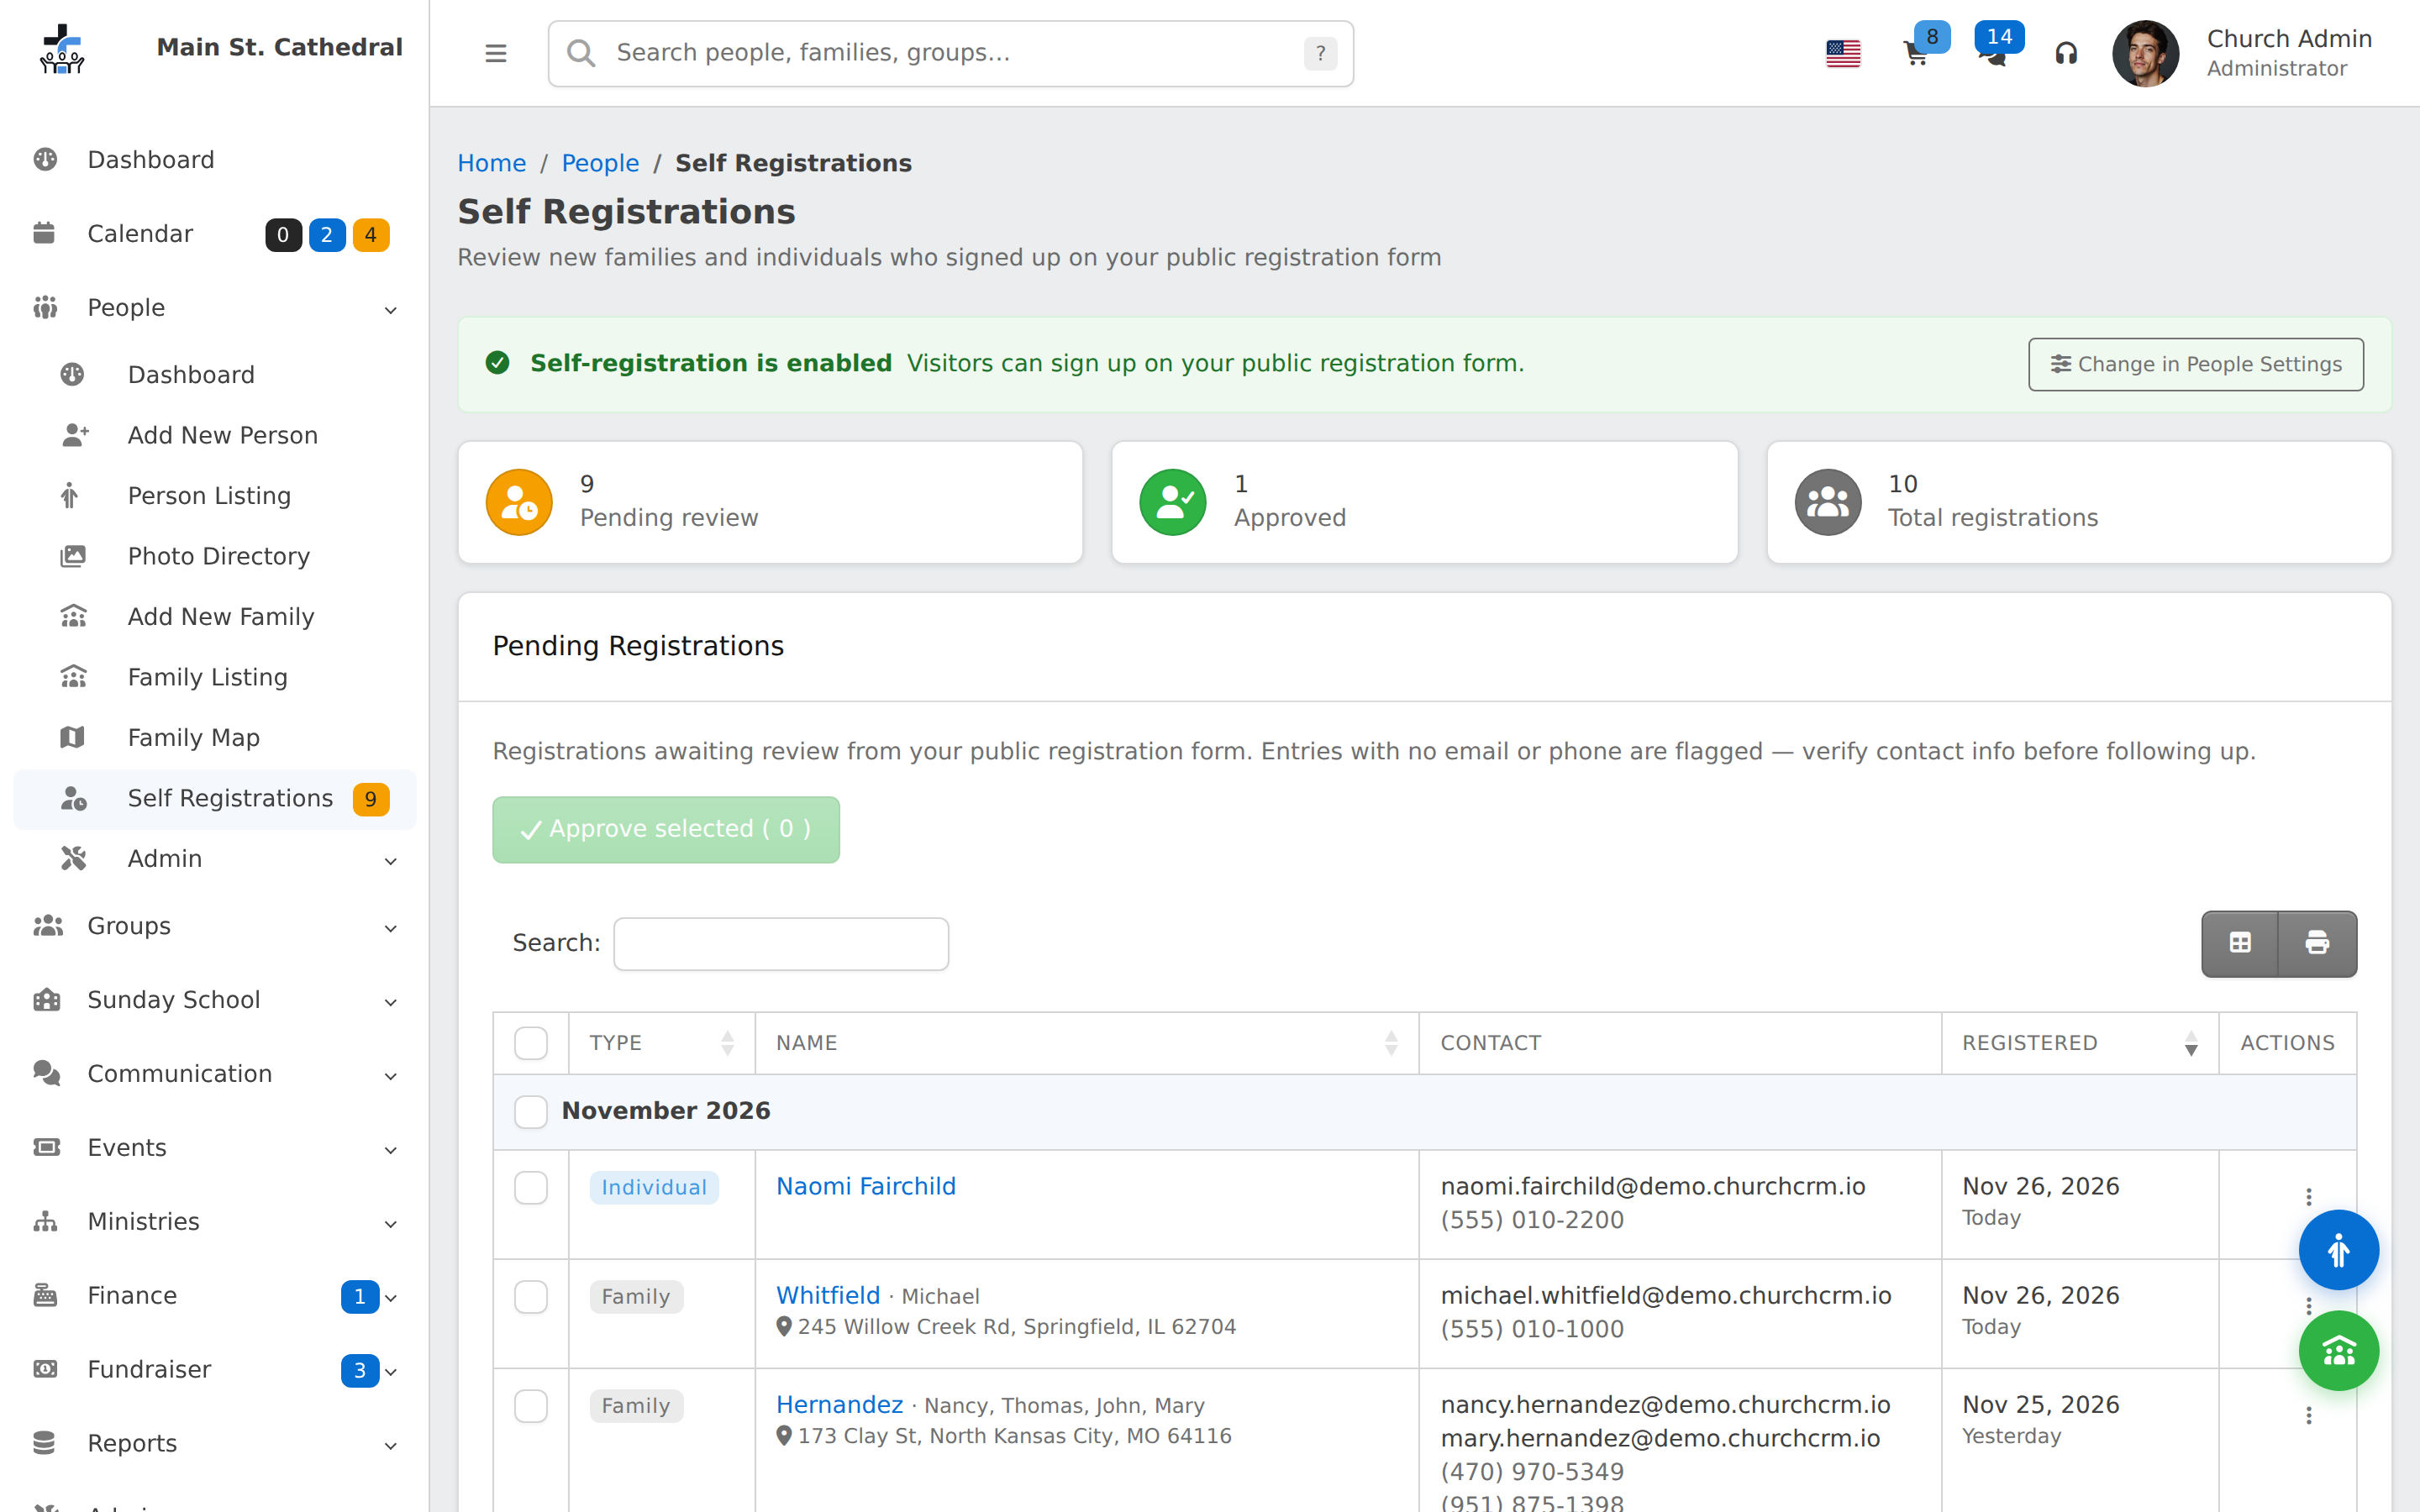 Main St. Cathedral
Search people, families, groups...
?
8
14
Church Admin
Administrator
Dashboard
Calendar 0 2 4
People
Dashboard
Add New Person
Person Listing
Photo Directory
Add New Family
Family Listing
Family Map
Self Registrations 9
Admin
Groups
Sunday School
Communication
Events
Ministries
Finance 1
Fundraiser 3
Reports
Home / People / Self Registrations
Self Registrations
Review new families and individuals who signed up on your public registration form
Self-registration is enabled Visitors can sign up on your public registration form.
Change in People Settings
9
Pending review
1
Approved
10
Total registrations
Pending Registrations
Registrations awaiting review from your public registration form. Entries with no email or phone are flagged — verify contact info before following up.
Approve selected ( 0 )
Search:
TYPE NAME CONTACT REGISTERED ACTIONS
November 2026
Individual Naomi Fairchild naomi.fairchild@demo.churchcrm.io Nov 26, 2026
(555) 010-2200 Today
Family Whitfield · Michael michael.whitfield@demo.churchcrm.io Nov 26, 2026
245 Willow Creek Rd, Springfield, IL 62704 (555) 010-1000 Today
Family Hernandez · Nancy, Thomas, John, Mary nancy.hernandez@demo.churchcrm.io Nov 25, 2026
173 Clay St, North Kansas City, MO 64116 mary.hernandez@demo.churchcrm.io Yesterday
(470) 970-5349
(951) 875-1398